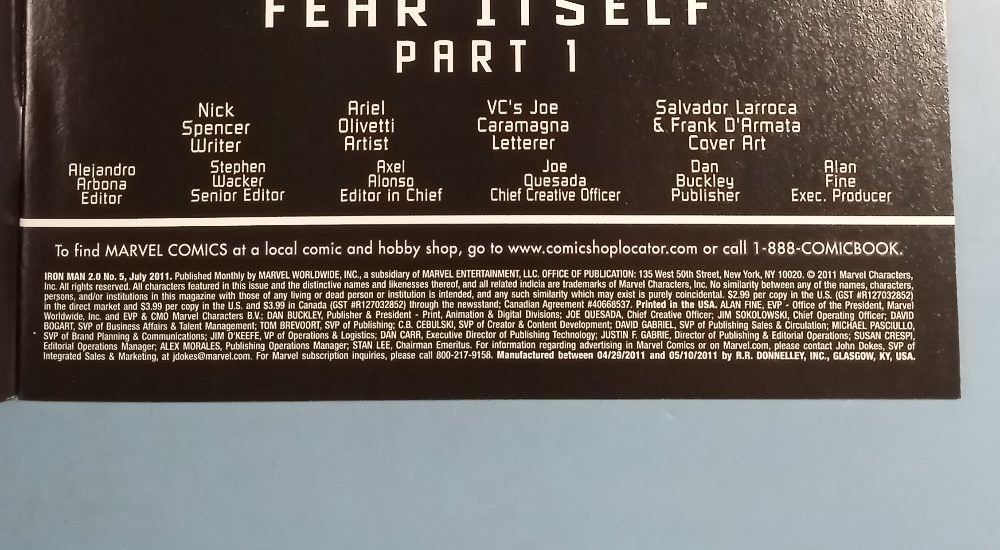 FEAR ITSELF
PART 1
Nick Spencer Writer
Ariel Olivetti Artist
VC's Joe Caramagna Letterer
Salvador Larroca & Frank D'Armata Cover Art
Alejandro Arbona Editor
Stephen Wacker Senior Editor
Axel Alonso Editor in Chief
Joe Quesada Chief Creative Officer
Dan Buckley Publisher
Alan Fine Exec. Producer
To find MARVEL COMICS at a local comic and hobby shop, go to www.comicshoplocator.com or call 1-888-COMICBOOK.
IRON MAN 2.0 No. 5, July 2011. Published Monthly by MARVEL WORLDWIDE, INC., a subsidiary of MARVEL ENTERTAINMENT, LLC. OFFICE OF PUBLICATION: 135 West 50th Street, New York, NY 10020. © 2011 Marvel Characters,
Inc. All rights reserved. All characters featured in this issue and the distinctive names and likenesses thereof, and all related indicia are trademarks of Marvel Characters, Inc. No similarity between any of the names, characters,
persons, and/or institutions in this magazine with those of any living or dead person or institution is intended, and any such similarity which may exist is purely coincidental. $2.99 per copy in the U.S. (GST #R127032852)
in the direct market and $3.99 per copy in the U.S. and $3.99 in Canada (GST #R127032852) through the newsstand; Canadian Agreement #40668537. Printed in the USA. ALAN FINE, EVP - Office of the President, Marvel
Worldwide, Inc. and EVP & CMO Marvel Characters B.V.; DAN BUCKLEY, Publisher & President - Print, Animation & Digital Divisions; JOE QUESADA, Chief Creative Officer; JIM SOKOLOWSKI, Chief Operating Officer; DAVID
BOGART, SVP of Business Affairs & Talent Management; TOM BREVOORT, SVP of Publishing; C.B. CEBULSKI, SVP of Creator & Content Development; DAVID GABRIEL, SVP of Publishing Sales & Circulation; MICHAEL PASCIULLO,
SVP of Brand Planning & Communications; JIM O'KEEFE, VP of Operations & Logistics; DAN CARR, Executive Director of Publishing Technology; JUSTIN F. GABRIE, Director of Publishing & Editorial Operations; SUSAN CRESPI,
Editorial Operations Manager; ALEX MORALES, Publishing Operations Manager; STAN LEE, Chairman Emeritus. For information regarding advertising in Marvel Comics or on Marvel.com, please contact John Dokes, SVP of
Integrated Sales & Marketing, at jdokes@marvel.com. For Marvel subscription inquiries, please call 800-217-9158. Manufactured between 04/29/2011 and 05/10/2011 by R.R. DONNELLEY, INC., GLASGOW, KY, USA.